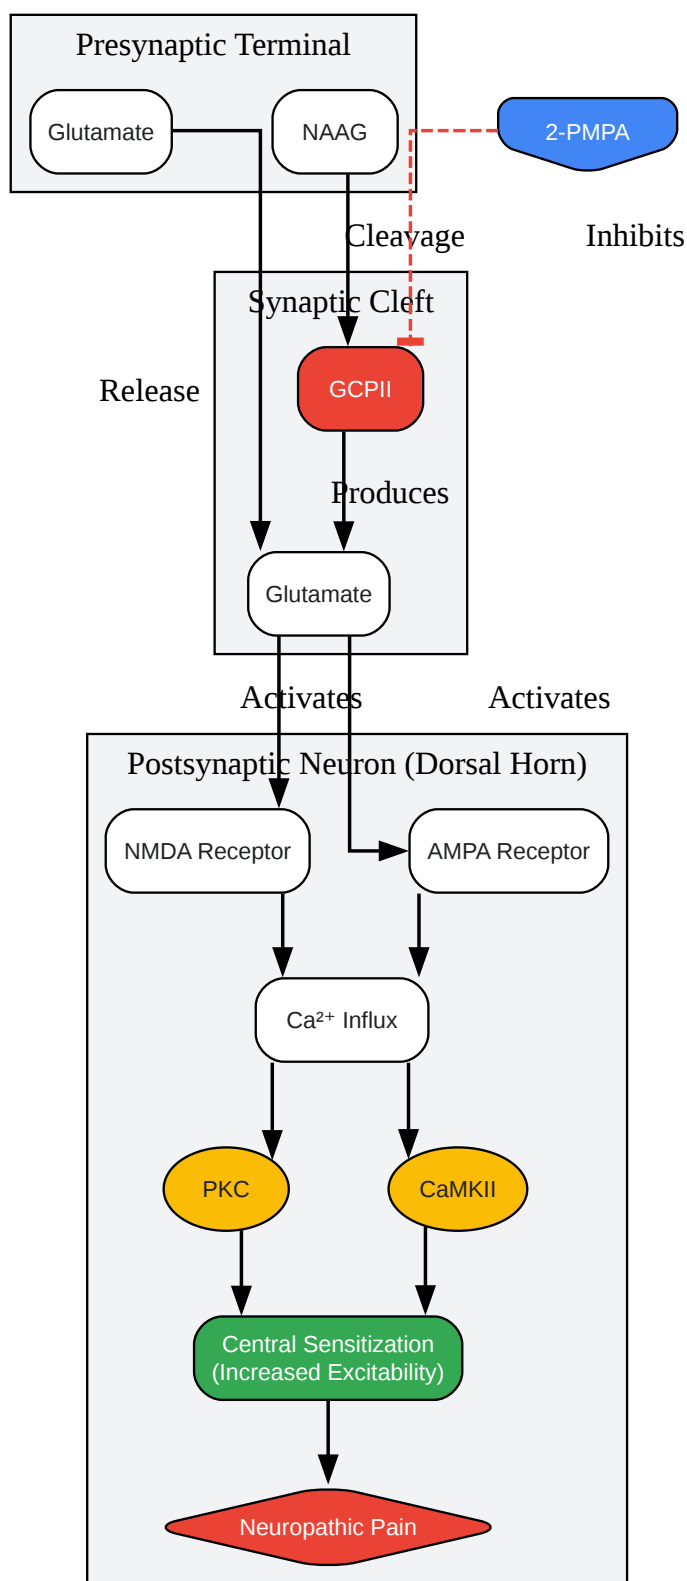 Presynaptic Terminal
Glutamate
NAAG
2-PMPA
Cleavage
Inhibits
Synaptic Cleft
Release
GCPII
Produces
Glutamate
Activates
Activates
Postsynaptic Neuron (Dorsal Horn)
NMDA Receptor
AMPA Receptor
Ca²⁺ Influx
PKC
CaMKII
Central Sensitization
(Increased Excitability)
Neuropathic Pain